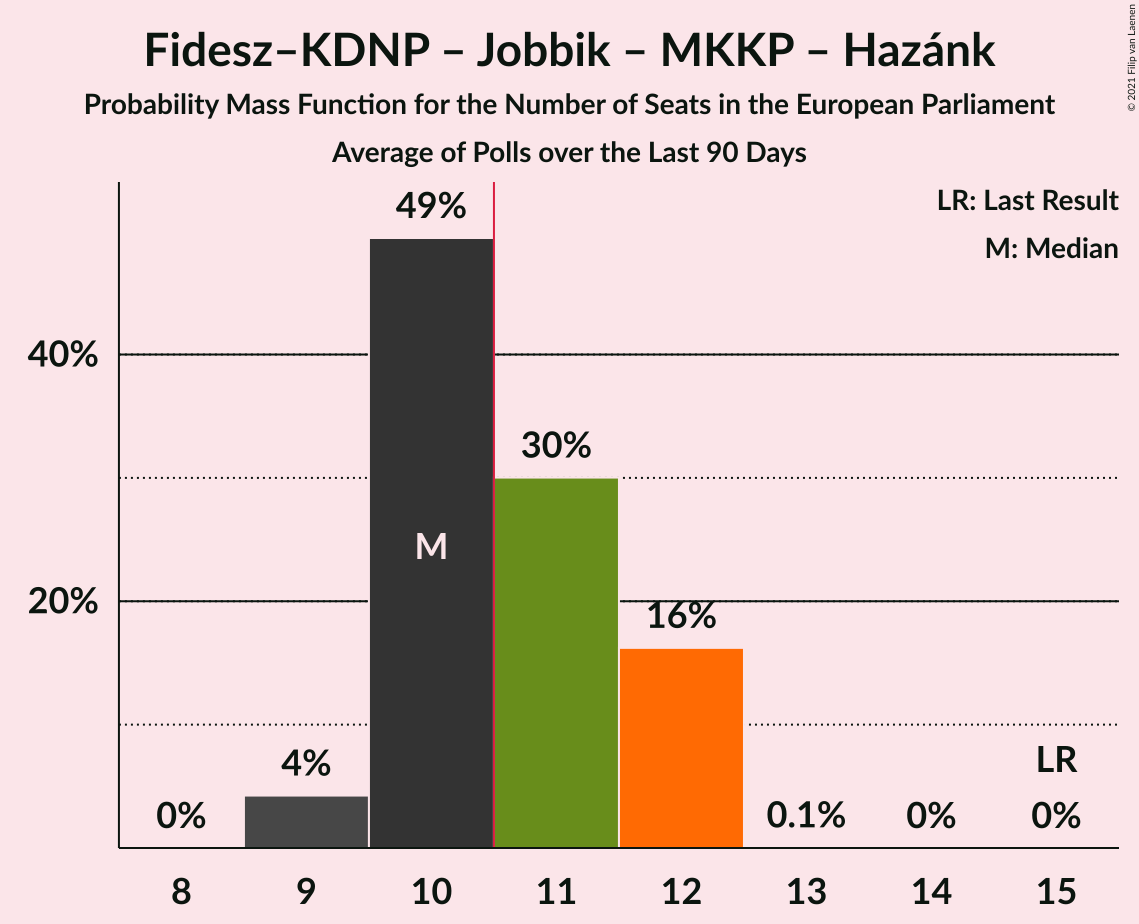 Fidesz–KDNP – Jobbik – MKKP – Hazánk
Probability Mass Function for the Number of Seats in the European Parliament
Average of Polls over the Last 90 Days
© 2021 Filip van Laenen
LR: Last Result
M: Median
49%
40%
30%
M
20%
16%
4%
LR
0%
0.1%
0%
0%
8 9 10 11 12 13 14 15